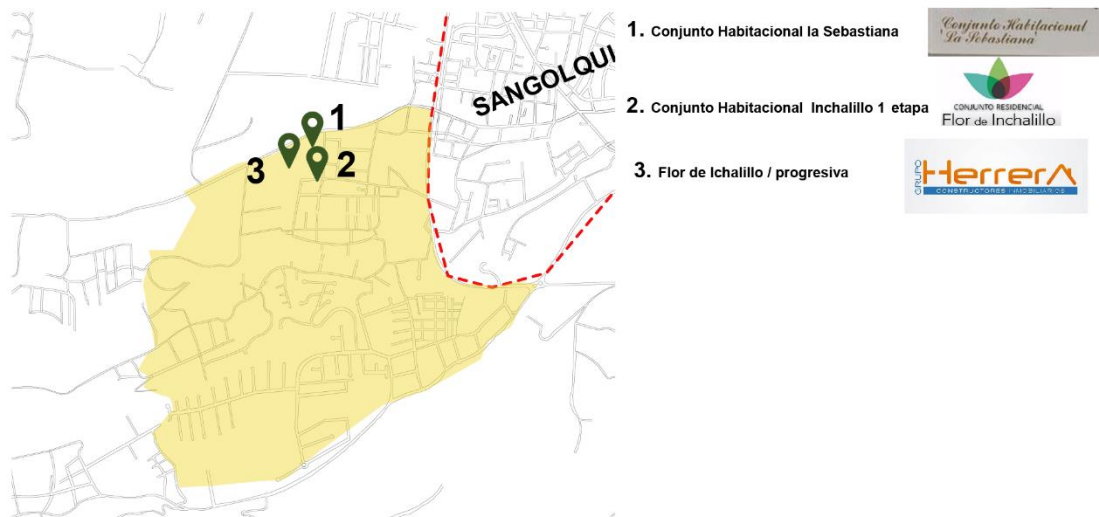 SANGOLQUI
1
2
3
1. Conjunto Habitacional la Sebastiana
Conjunto Habitacional
'La Sebastiana'
2. Conjunto Habitacional Inchalillo 1 etapa
CONJUNTO RESIDENCIAL
Flor de Inchalillo
3. Flor de Ichalillo / progresiva
GRUPO
HerrerA
CONSTRUCTORES INMOBILIARIOS